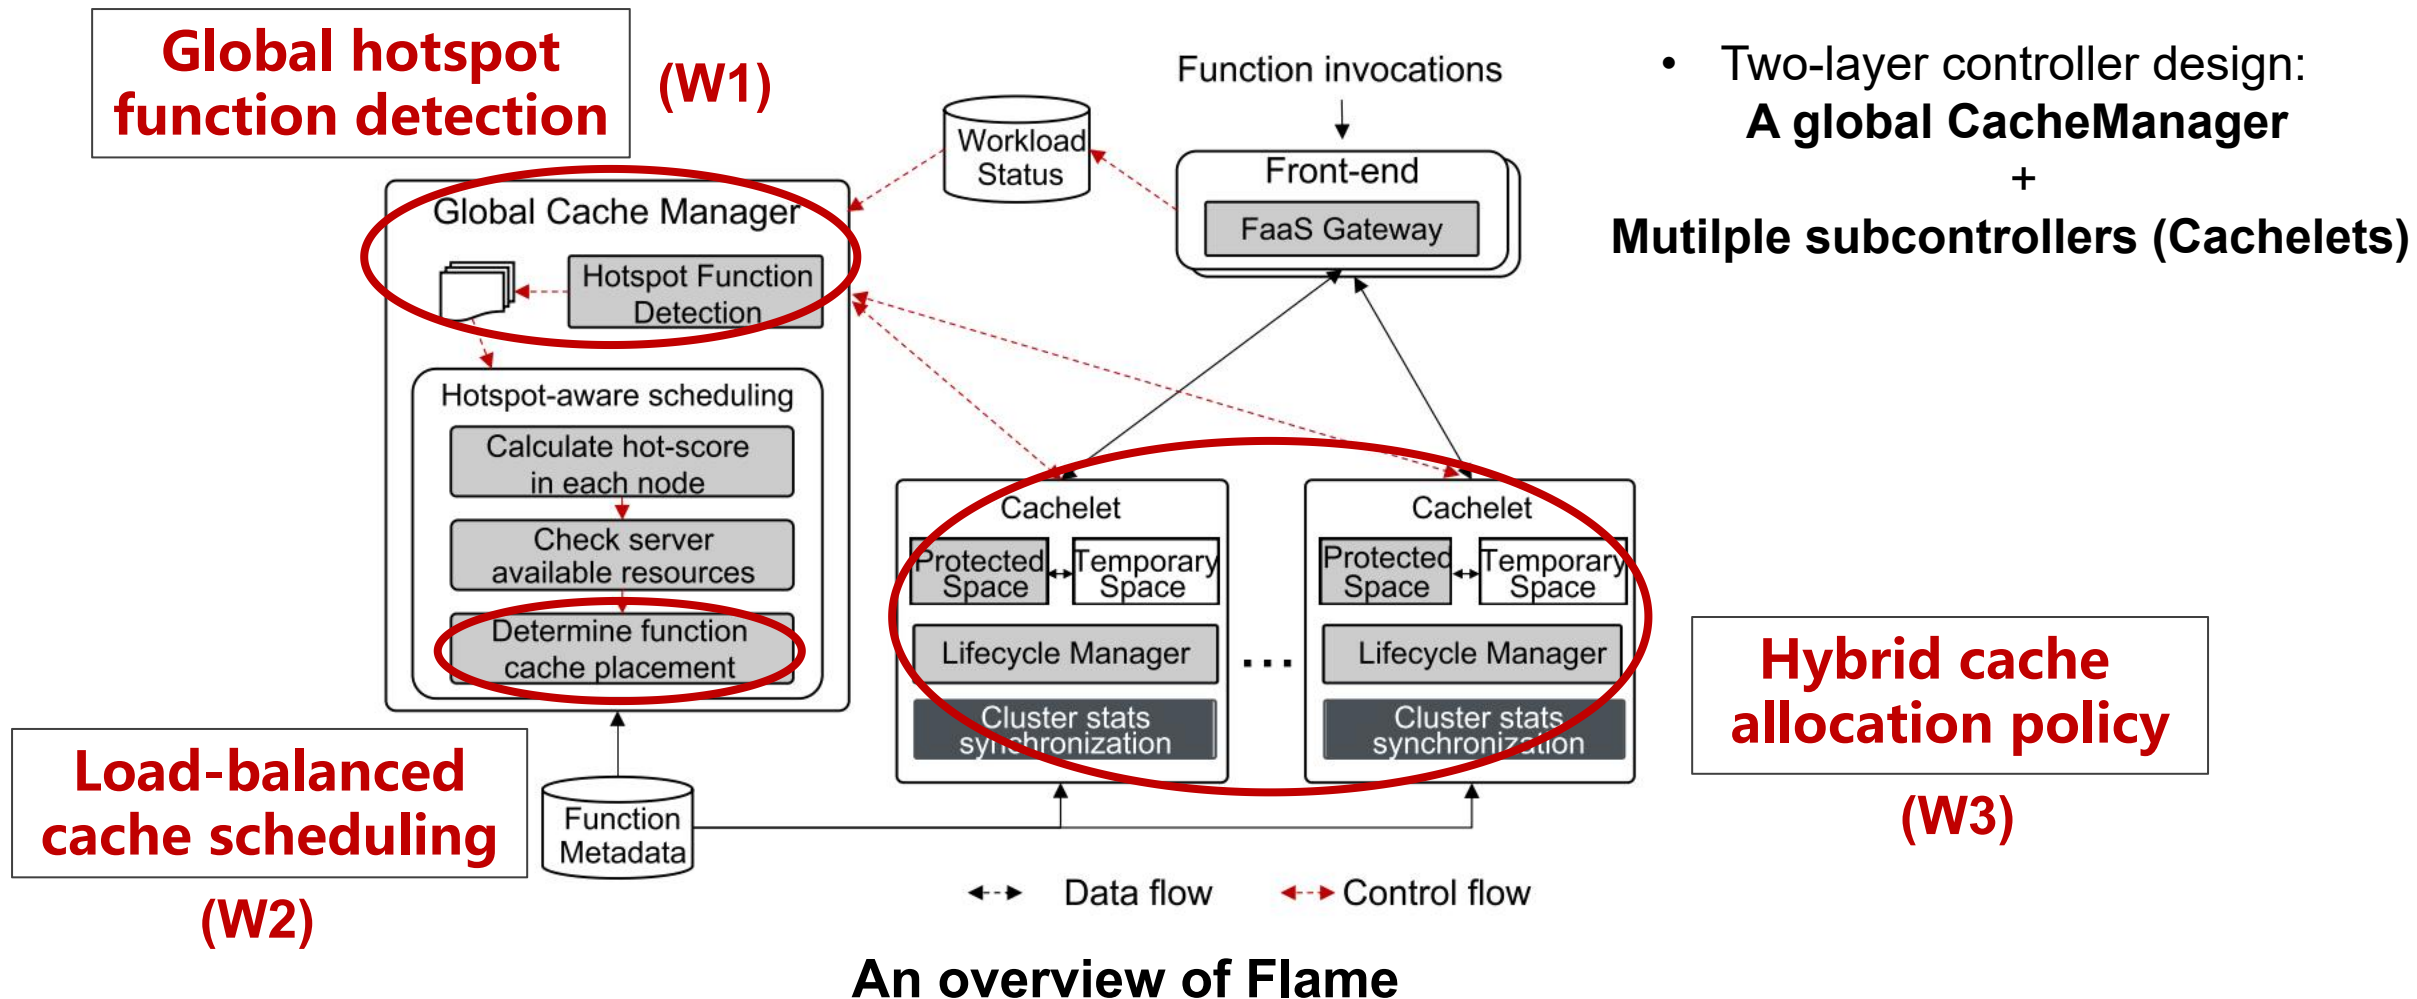 Global hotspot
function detection
(W1)
Function invocations
• Two-layer controller design:
A global CacheManager
+
Mutilple subcontrollers (Cachelets)
Workload
Status
Front-end
FaaS Gateway
Global Cache Manager
Hotspot Function
Detection
Hotspot-aware scheduling
Calculate hot-score
in each node
Check server
available resources
Determine function
cache placement
Cachelet
Protected
Space
Temporary
Space
Lifecycle Manager
Cluster stats
synchronization
...
Cachelet
Protected
Space
Temporary
Space
Lifecycle Manager
Cluster stats
synchronization
Hybrid cache
allocation policy
(W3)
Load-balanced
cache scheduling
(W2)
Function
Metadata
Data flow
Control flow
An overview of Flame